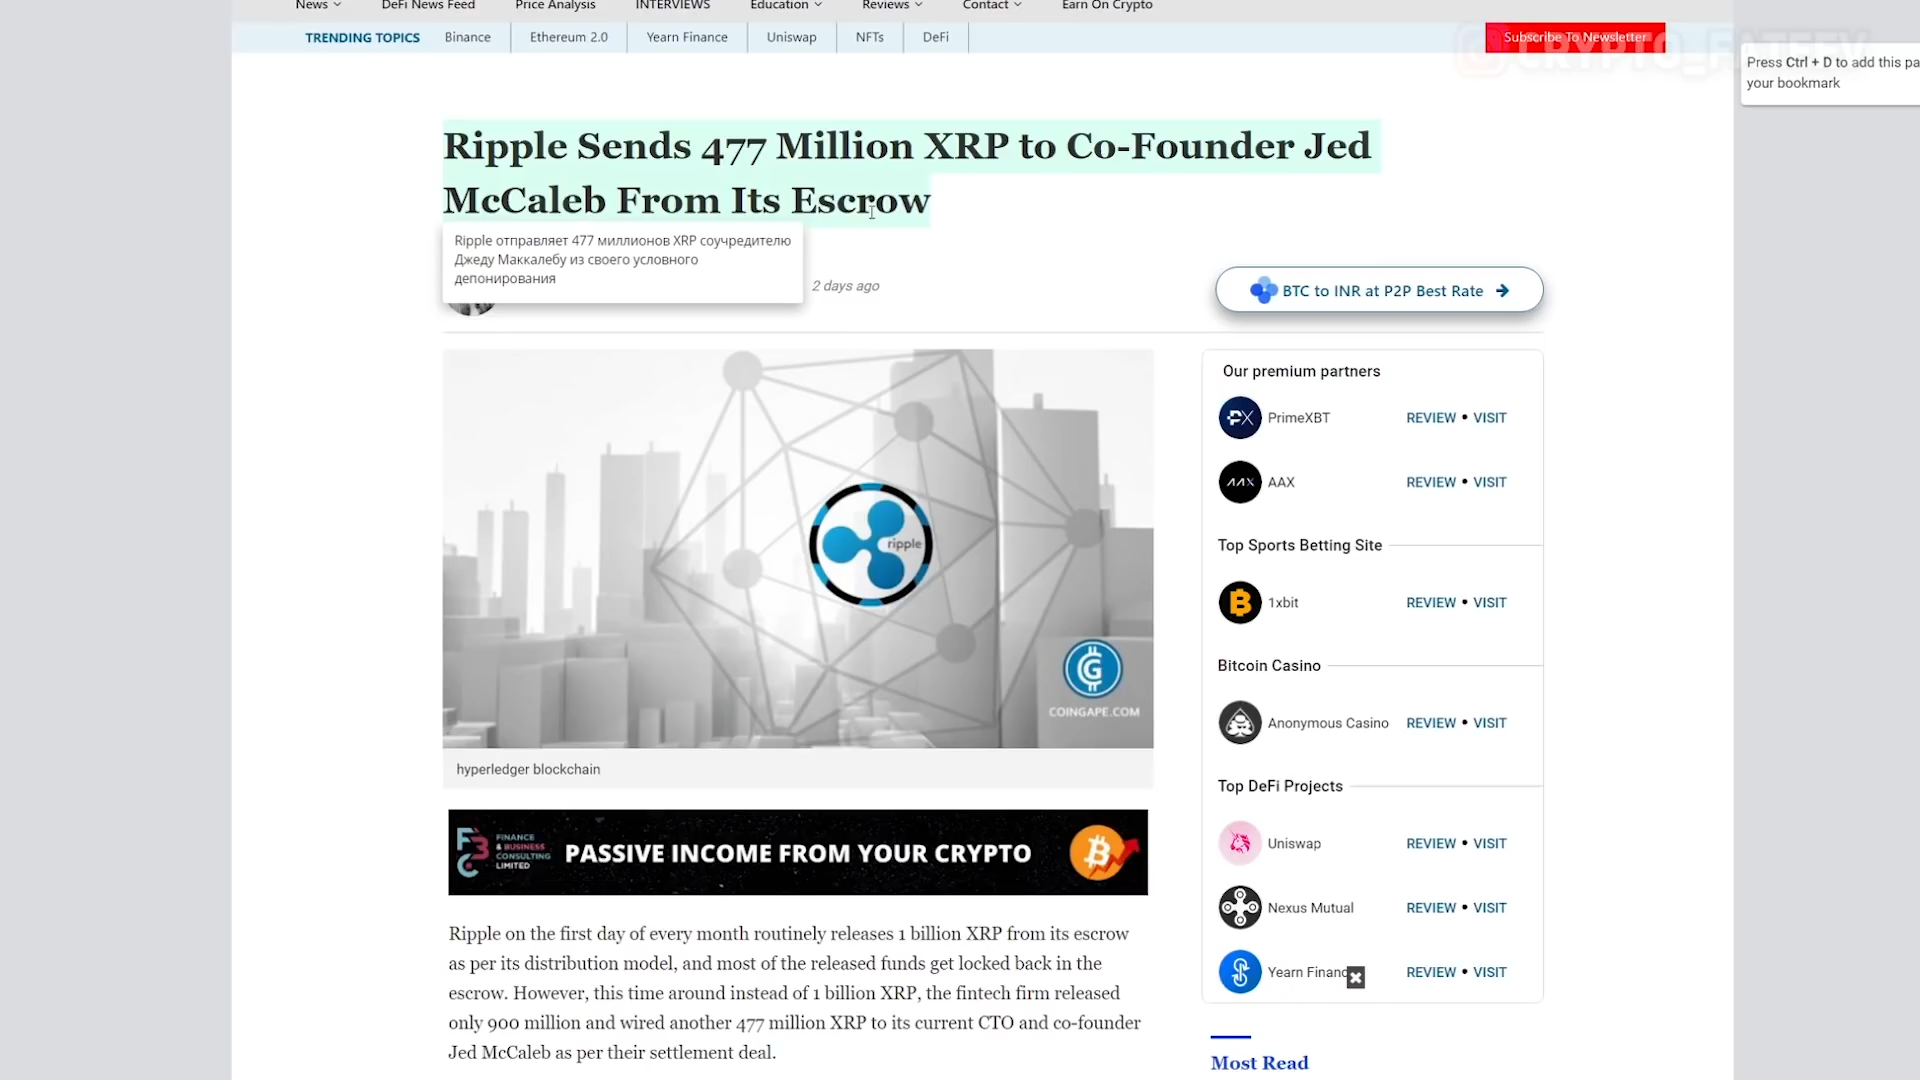 News DeFi News Feed Price Analysis INTERVIEWS Education Reviews Contact Earn On Crypto
TRENDING TOPICS Binance Ethereum 2.0 Yearn Finance Uniswap NFTs DeFi Subscribe To Newsletter
Press Ctrl + D to add this pa
your bookmark
Ripple Sends 477 Million XRP to Co-Founder Jed
McCaleb From Its Escrow
Ripple отправляет 477 миллионов XRP соучредителю
Джеду Маккалебу из своего условного
депонирования
2 days ago
BTC to INR at P2P Best Rate
ripple
COINGAPE.COM
hyperledger blockchain
FINANCE
& BUSINESS
CONSULTING
LIMITED
PASSIVE INCOME FROM YOUR CRYPTO
Ripple on the first day of every month routinely releases 1 billion XRP from its escrow
as per its distribution model, and most of the released funds get locked back in the
escrow. However, this time around instead of 1 billion XRP, the fintech firm released
only 900 million and wired another 477 million XRP to its current CTO and co-founder
Jed McCaleb as per their settlement deal.
Our premium partners
PrimeXBT REVIEW • VISIT
AAX REVIEW • VISIT
Top Sports Betting Site
1xbit REVIEW • VISIT
Bitcoin Casino
Anonymous Casino REVIEW • VISIT
Top DeFi Projects
Uniswap REVIEW • VISIT
Nexus Mutual REVIEW • VISIT
Yearn Financ REVIEW • VISIT
Most Read